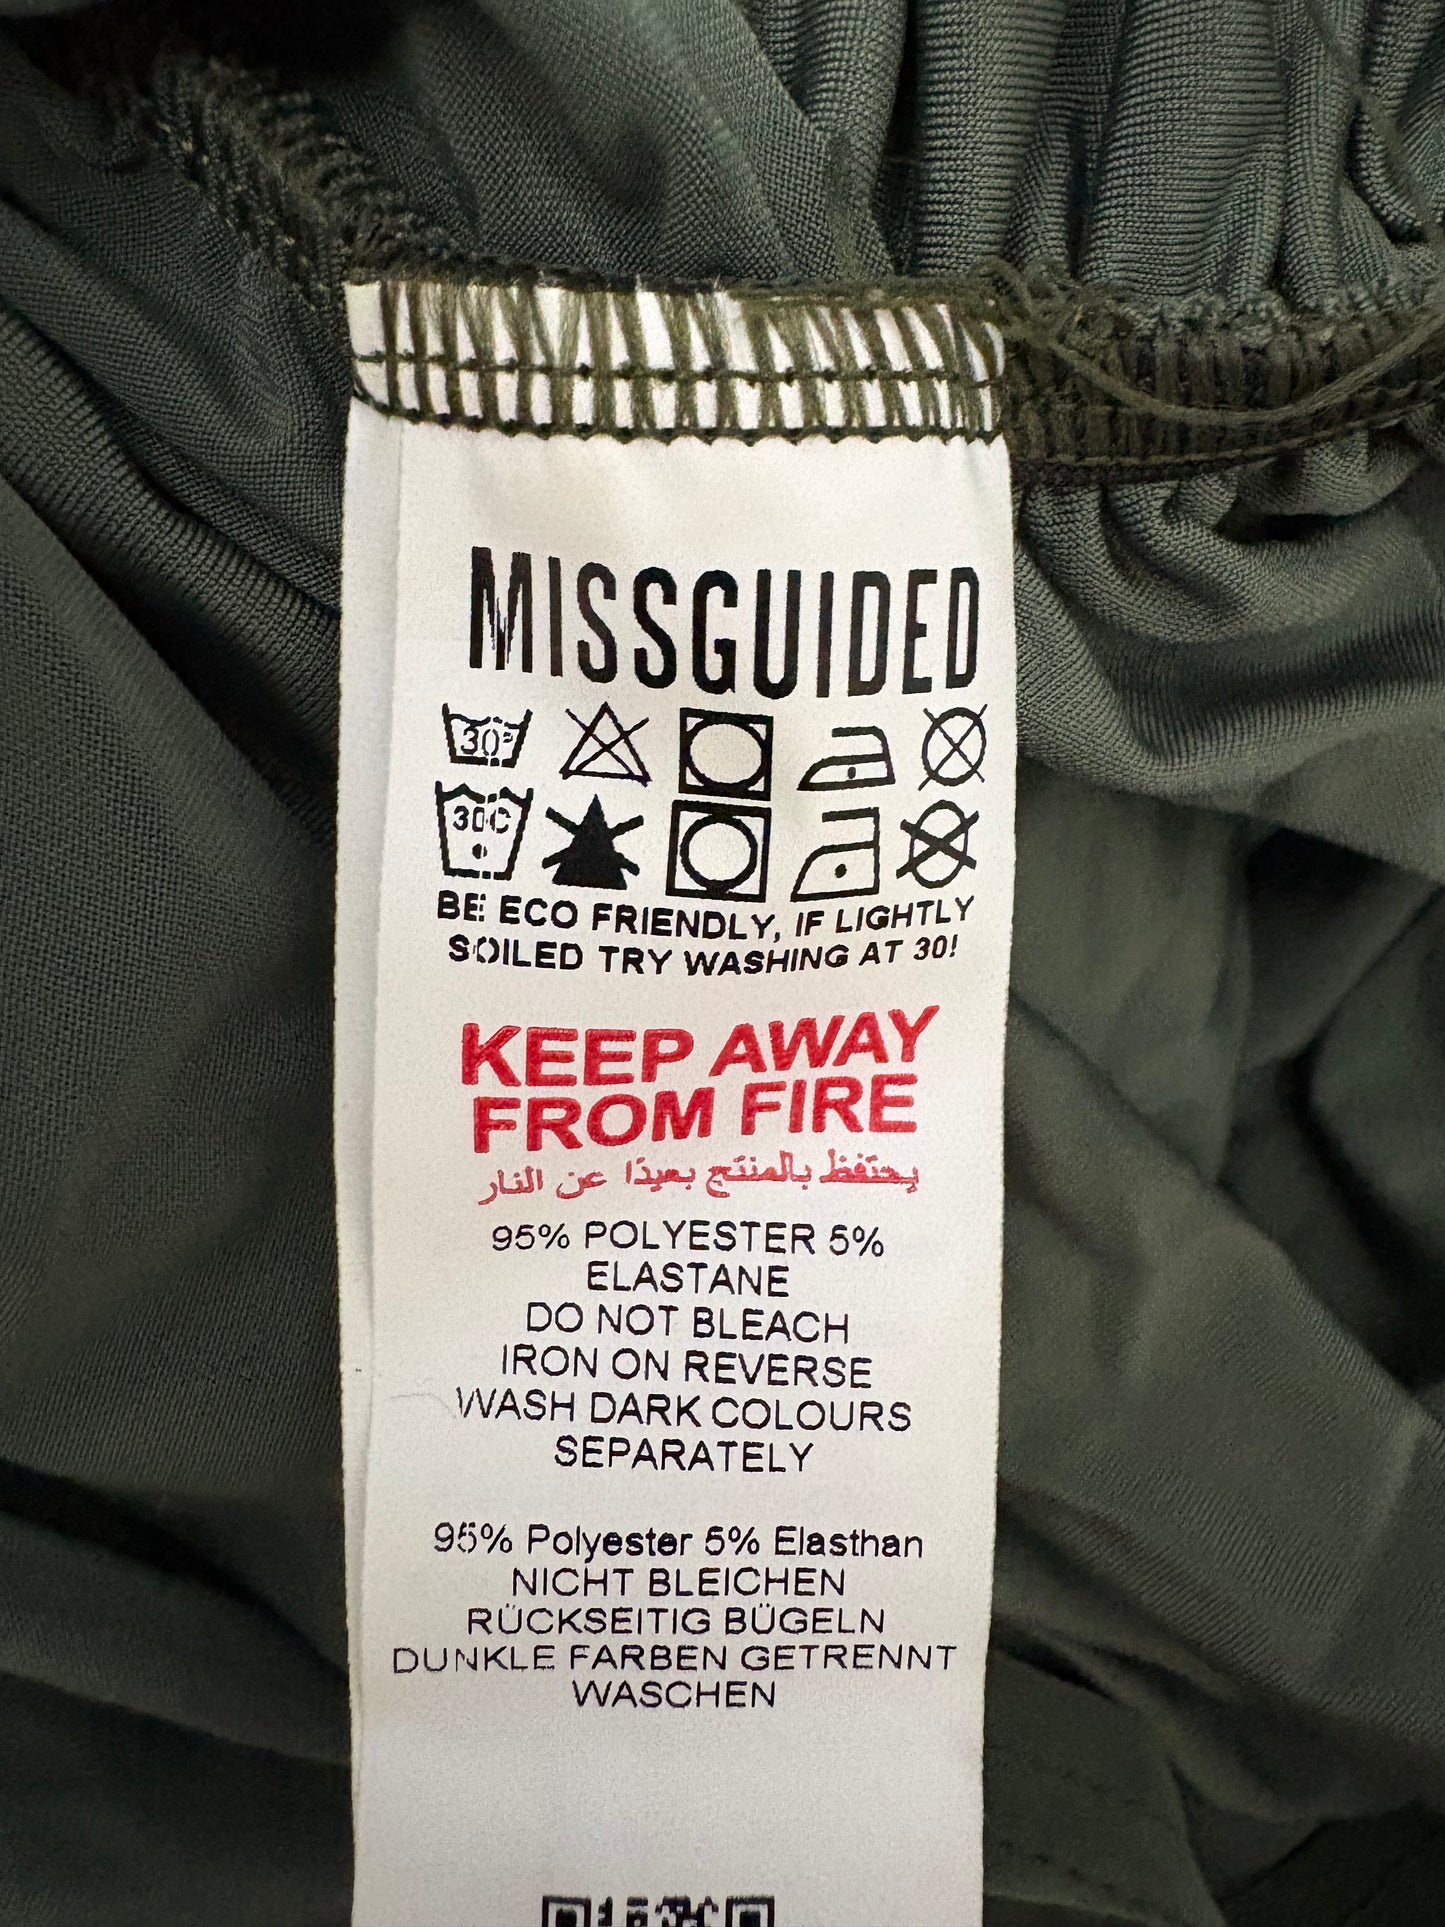 MISSGUIDED
30°
30C
BE ECO FRIENDLY, IF LIGHTLY
SOILED TRY WASHING AT 30!
KEEP AWAY
FROM FIRE
يحتفظ بالمنتج بعيدًا عن النار
95% POLYESTER 5%
ELASTANE
DO NOT BLEACH
IRON ON REVERSE
WASH DARK COLOURS
SEPARATELY
95% Polyester 5% Elasthan
NICHT BLEICHEN
RÜCKSEITIG BÜGELN
DUNKLE FARBEN GETRENNT
WASCHEN